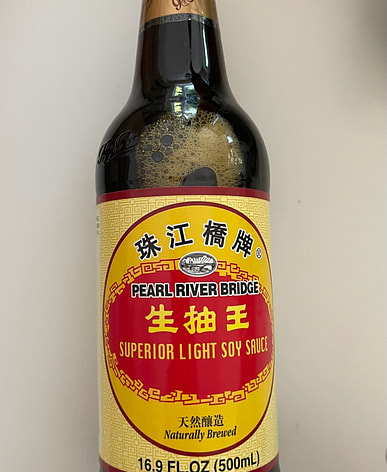 珠江橋牌®
PEARL RIVER BRIDGE
生抽王
SUPERIOR LIGHT SOY SAUCE
天然釀造
Naturally Brewed
16.9 FL.OZ (500mL)